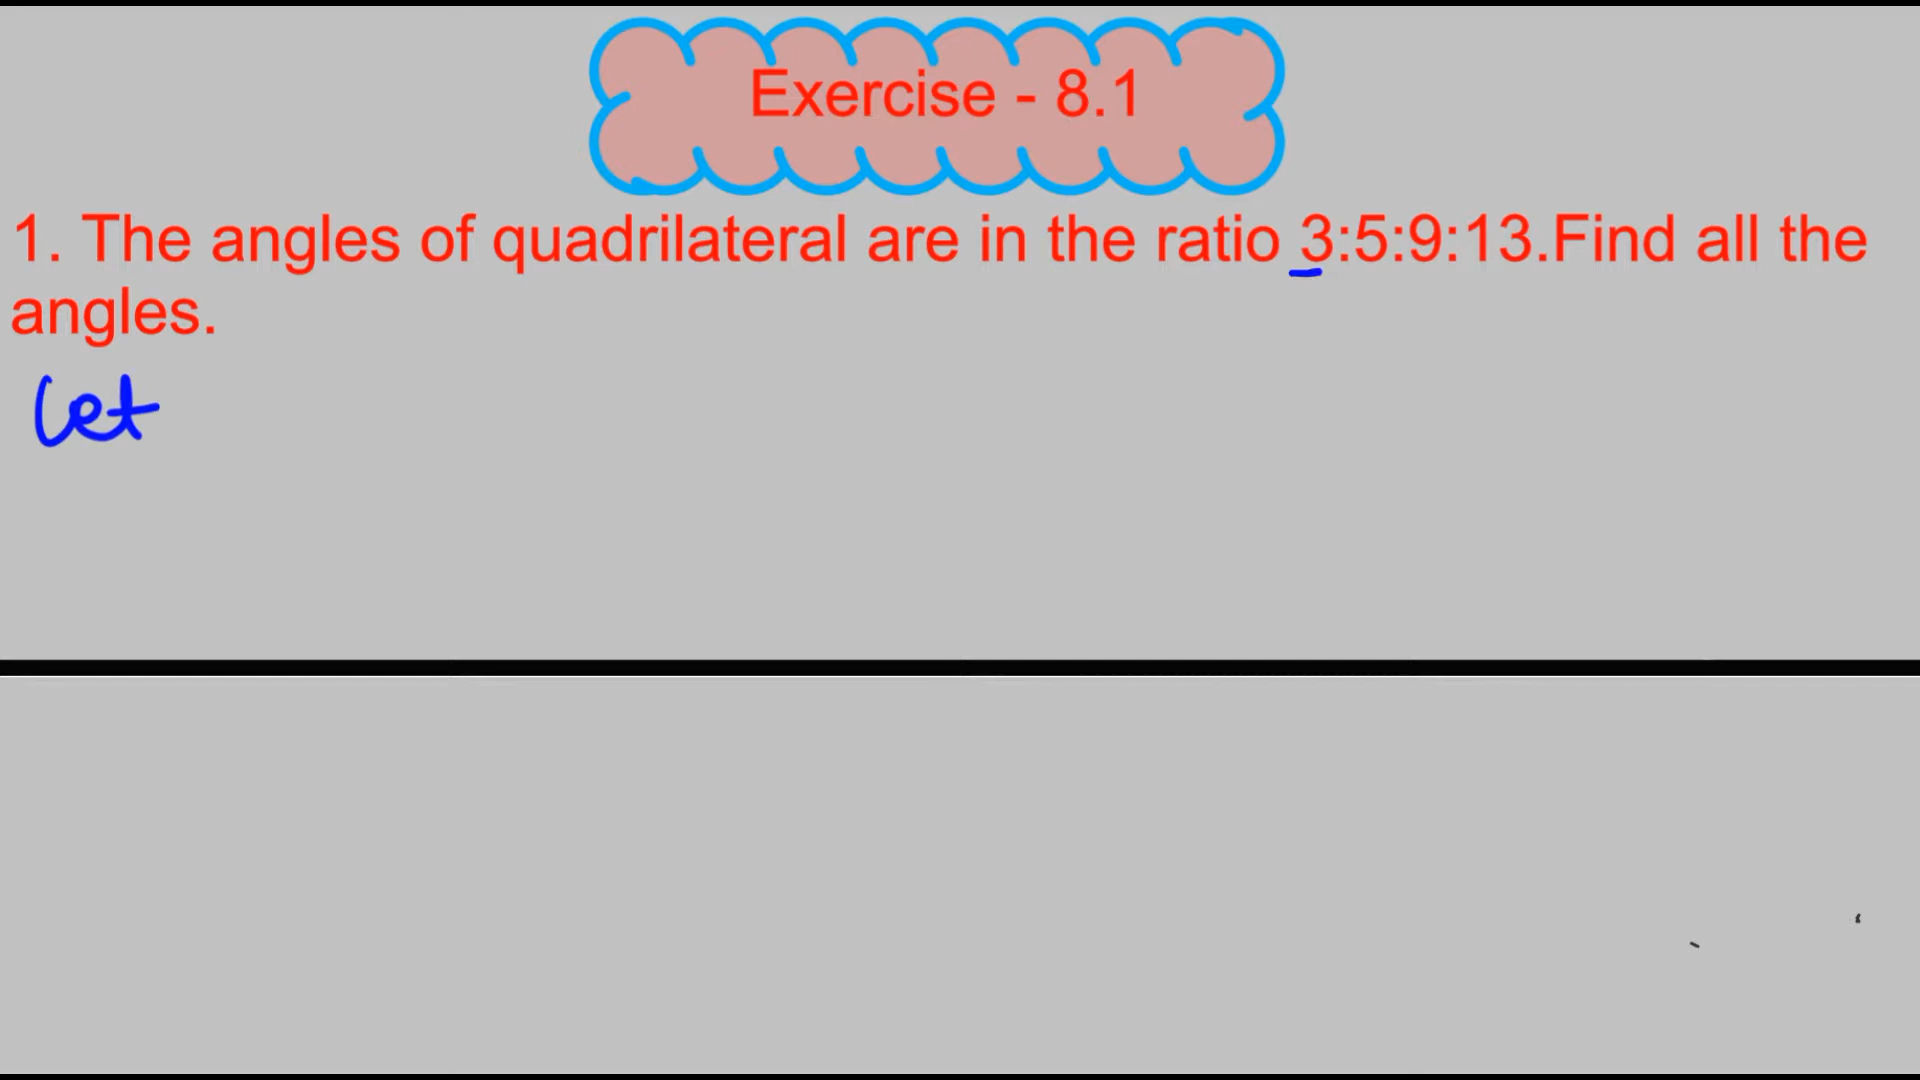 Exercise - 8.1
1. The angles of quadrilateral are in the ratio 3:5:9:13.Find all the
angles.
Let